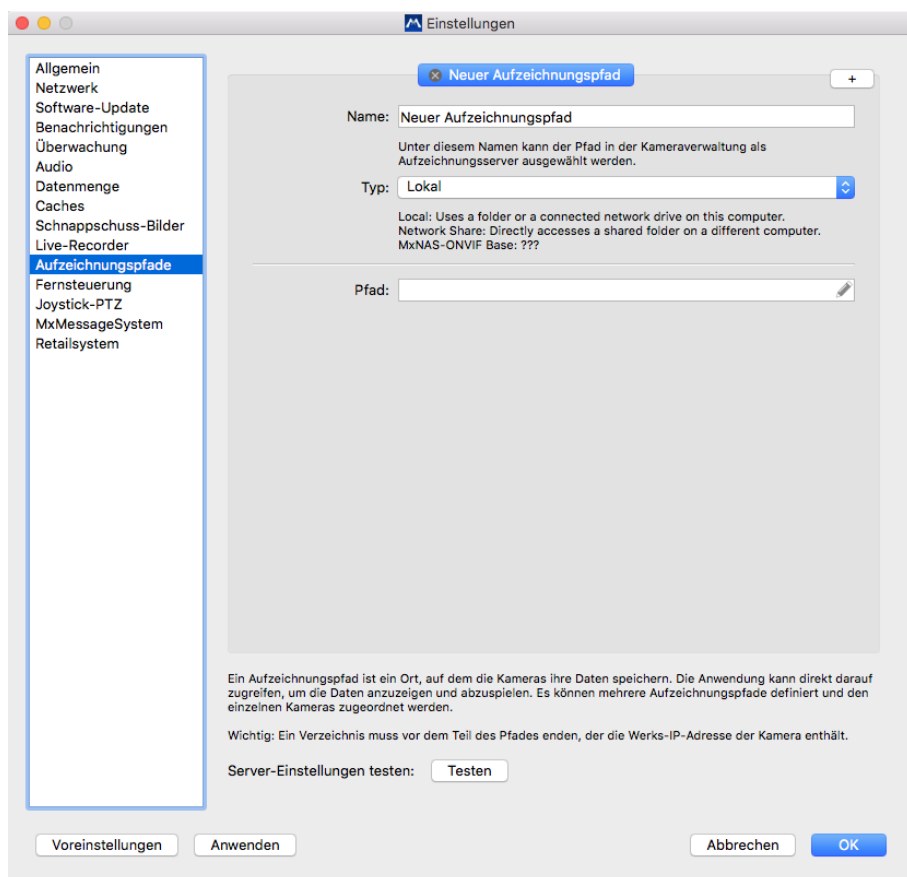 Einstellungen
Allgemein
Netzwerk
Software-Update
Benachrichtigungen
Überwachung
Audio
Datenmenge
Caches
Schnappschuss-Bilder
Live-Recorder
Aufzeichnungspfade
Fernsteuerung
Joystick-PTZ
MxMessageSystem
Retailsystem
Neuer Aufzeichnungspfad
+
Name: Neuer Aufzeichnungspfad
Unter diesem Namen kann der Pfad in der Kameraverwaltung als
Aufzeichnungsserver ausgewählt werden.
Typ: Lokal
Local: Uses a folder or a connected network drive on this computer.
Network Share: Directly accesses a shared folder on a different computer.
MxNAS-ONVIF Base: ???
Pfad:
Ein Aufzeichnungspfad ist ein Ort, auf dem die Kameras ihre Daten speichern. Die Anwendung kann direkt darauf
zugreifen, um die Daten anzuzeigen und abzuspielen. Es können mehrere Aufzeichnungspfade definiert und den
einzelnen Kameras zugeordnet werden.
Wichtig: Ein Verzeichnis muss vor dem Teil des Pfades enden, der die Werks-IP-Adresse der Kamera enthält.
Server-Einstellungen testen: Testen
Voreinstellungen Anwenden Abbrechen OK